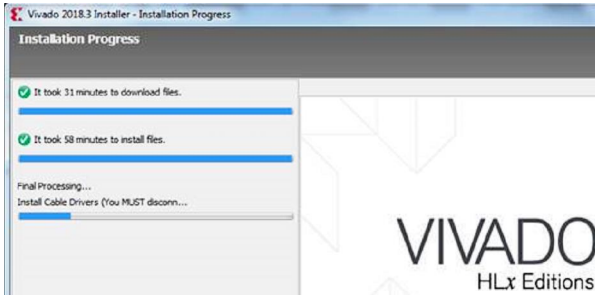 Vivado 2018.3 Installer - Installation Progress
Installation Progress
It took 31 minutes to download files.
It took 58 minutes to install files.
Final Processing...
Install Cable Drivers (You MUST disconn...
VIVADO
HLx Editions